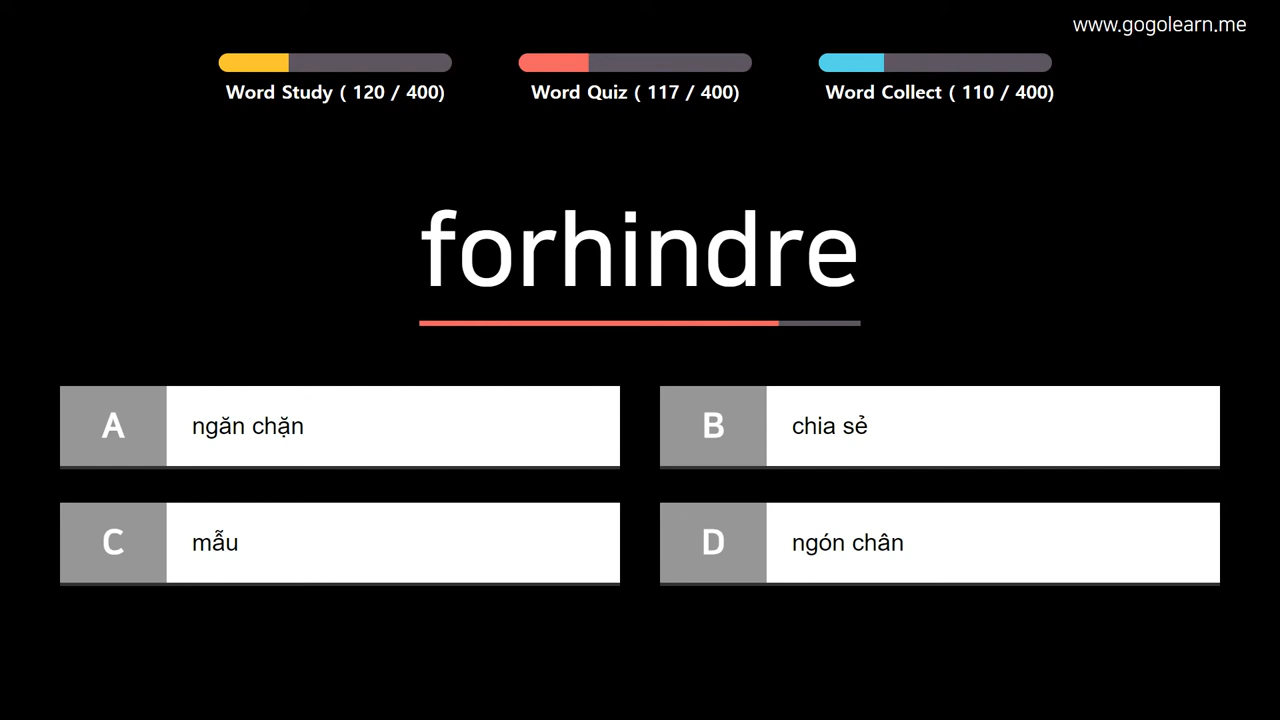 www.gogolearn.me
Word Study ( 120 / 400)
Word Quiz ( 117 / 400)
Word Collect ( 110 / 400)
forhindre
A ngăn chặn
B chia sẻ
C mẫu
D ngón chân